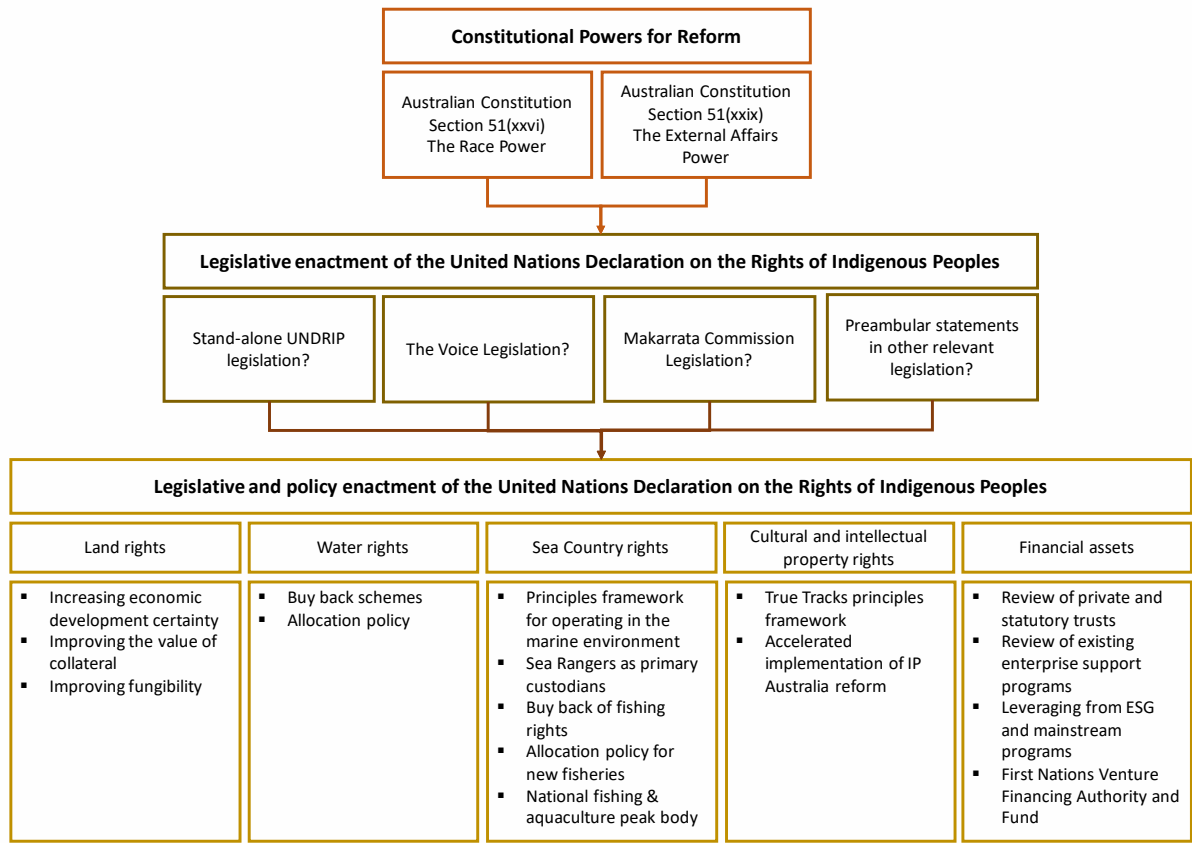 Constitutional Powers for Reform
Australian Constitution
Section 51(xxvi)
The Race Power
Australian Constitution
Section 51(xxix)
The External Affairs
Power
Legislative enactment of the United Nations Declaration on the Rights of Indigenous Peoples
Stand-alone UNDRIP
legislation?
The Voice Legislation?
Makarrata Commission
Legislation?
Preambular statements
in other relevant
legislation?
Legislative and policy enactment of the United Nations Declaration on the Rights of Indigenous Peoples
Land rights
▪ Increasing economic
development certainty
▪ Improving the value of
collateral
▪ Improving fungibility
Water rights
▪ Buy back schemes
▪ Allocation policy
Sea Country rights
▪ Principles framework
for operating in the
marine environment
▪ Sea Rangers as primary
custodians
▪ Buy back of fishing
rights
▪ Allocation policy for
new fisheries
▪ National fishing &
aquaculture peak body
Cultural and intellectual
property rights
▪ True Tracks principles
framework
▪ Accelerated
implementation of IP
Australia reform
Financial assets
▪ Review of private and
statutory trusts
▪ Review of existing
enterprise support
programs
▪ Leveraging from ESG
and mainstream
programs
▪ First Nations Venture
Financing Authority and
Fund